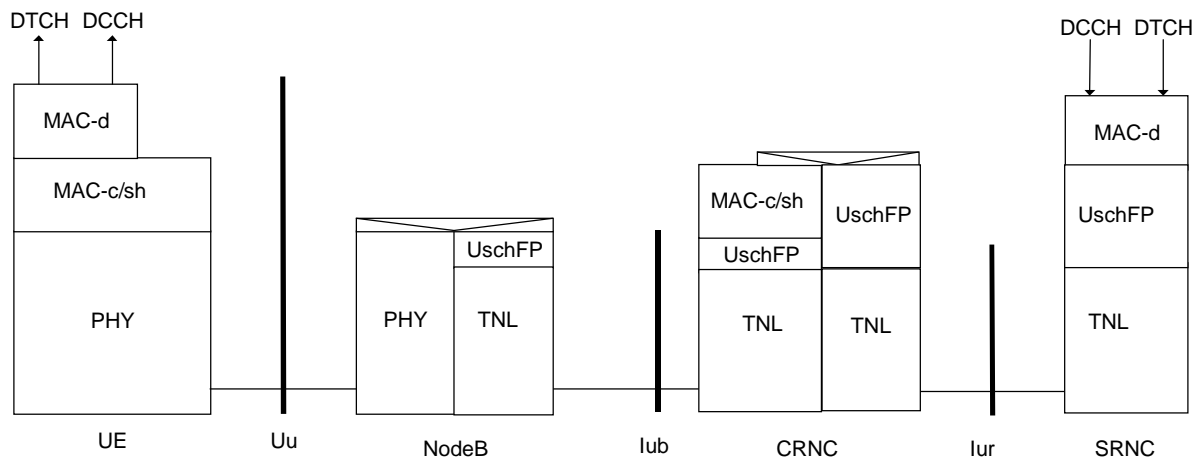 DTCH DCCH
DCCH DTCH
MAC-d
MAC-d
MAC-c/sh
MAC-c/sh
UschFP
UschFP
UschFP
UschFP
PHY
PHY
TNL
TNL
TNL
TNL
UE
Uu
NodeB
Iub
CRNC
Iur
SRNC